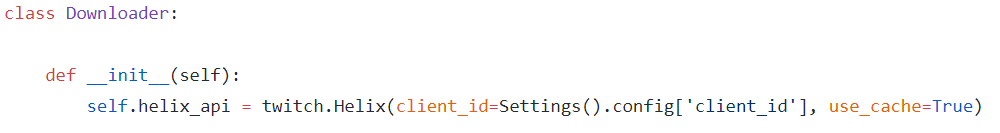 class Downloader:
    def __init__(self):
        self.helix_api = twitch.Helix(client_id=Settings().config['client_id'], use_cache=True)